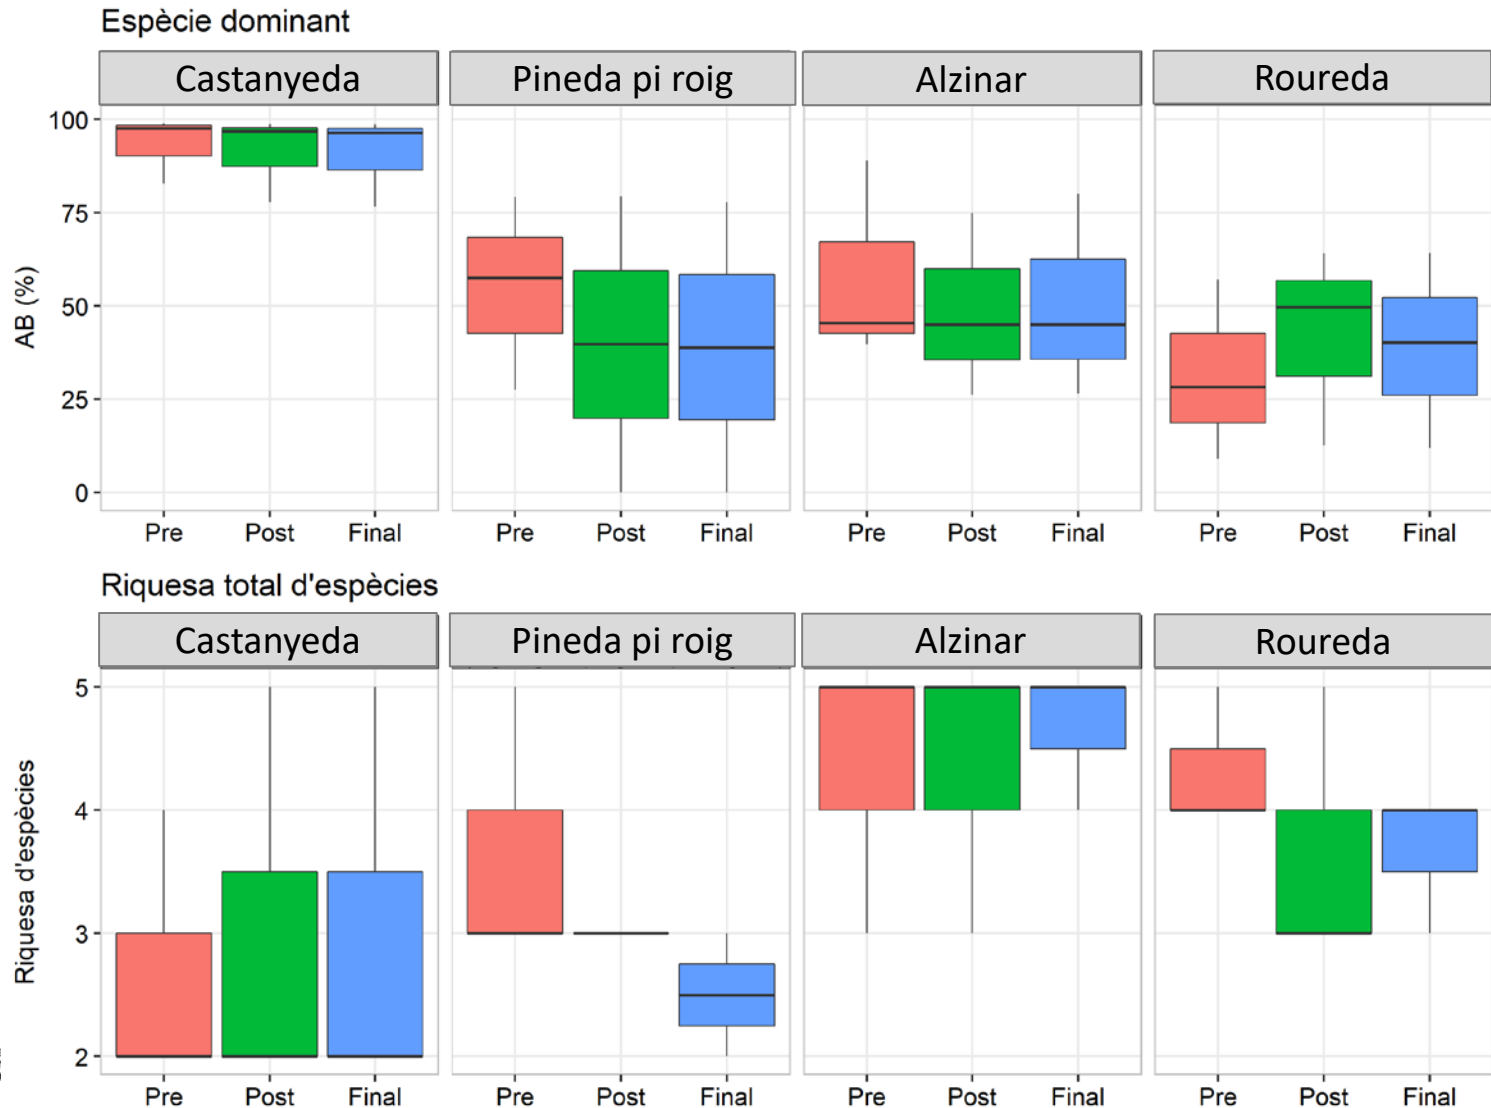 Espècie dominant
Castanyeda Pineda pi roig Alzinar Roureda
100
75
50
25
0
AB (%)
Pre Post Final Pre Post Final Pre Post Final Pre Post Final
Riquesa total d'espècies
Castanyeda Pineda pi roig Alzinar Roureda
5
4
3
2
Riquesa d'espècies
Pre Post Final Pre Post Final Pre Post Final Pre Post Final